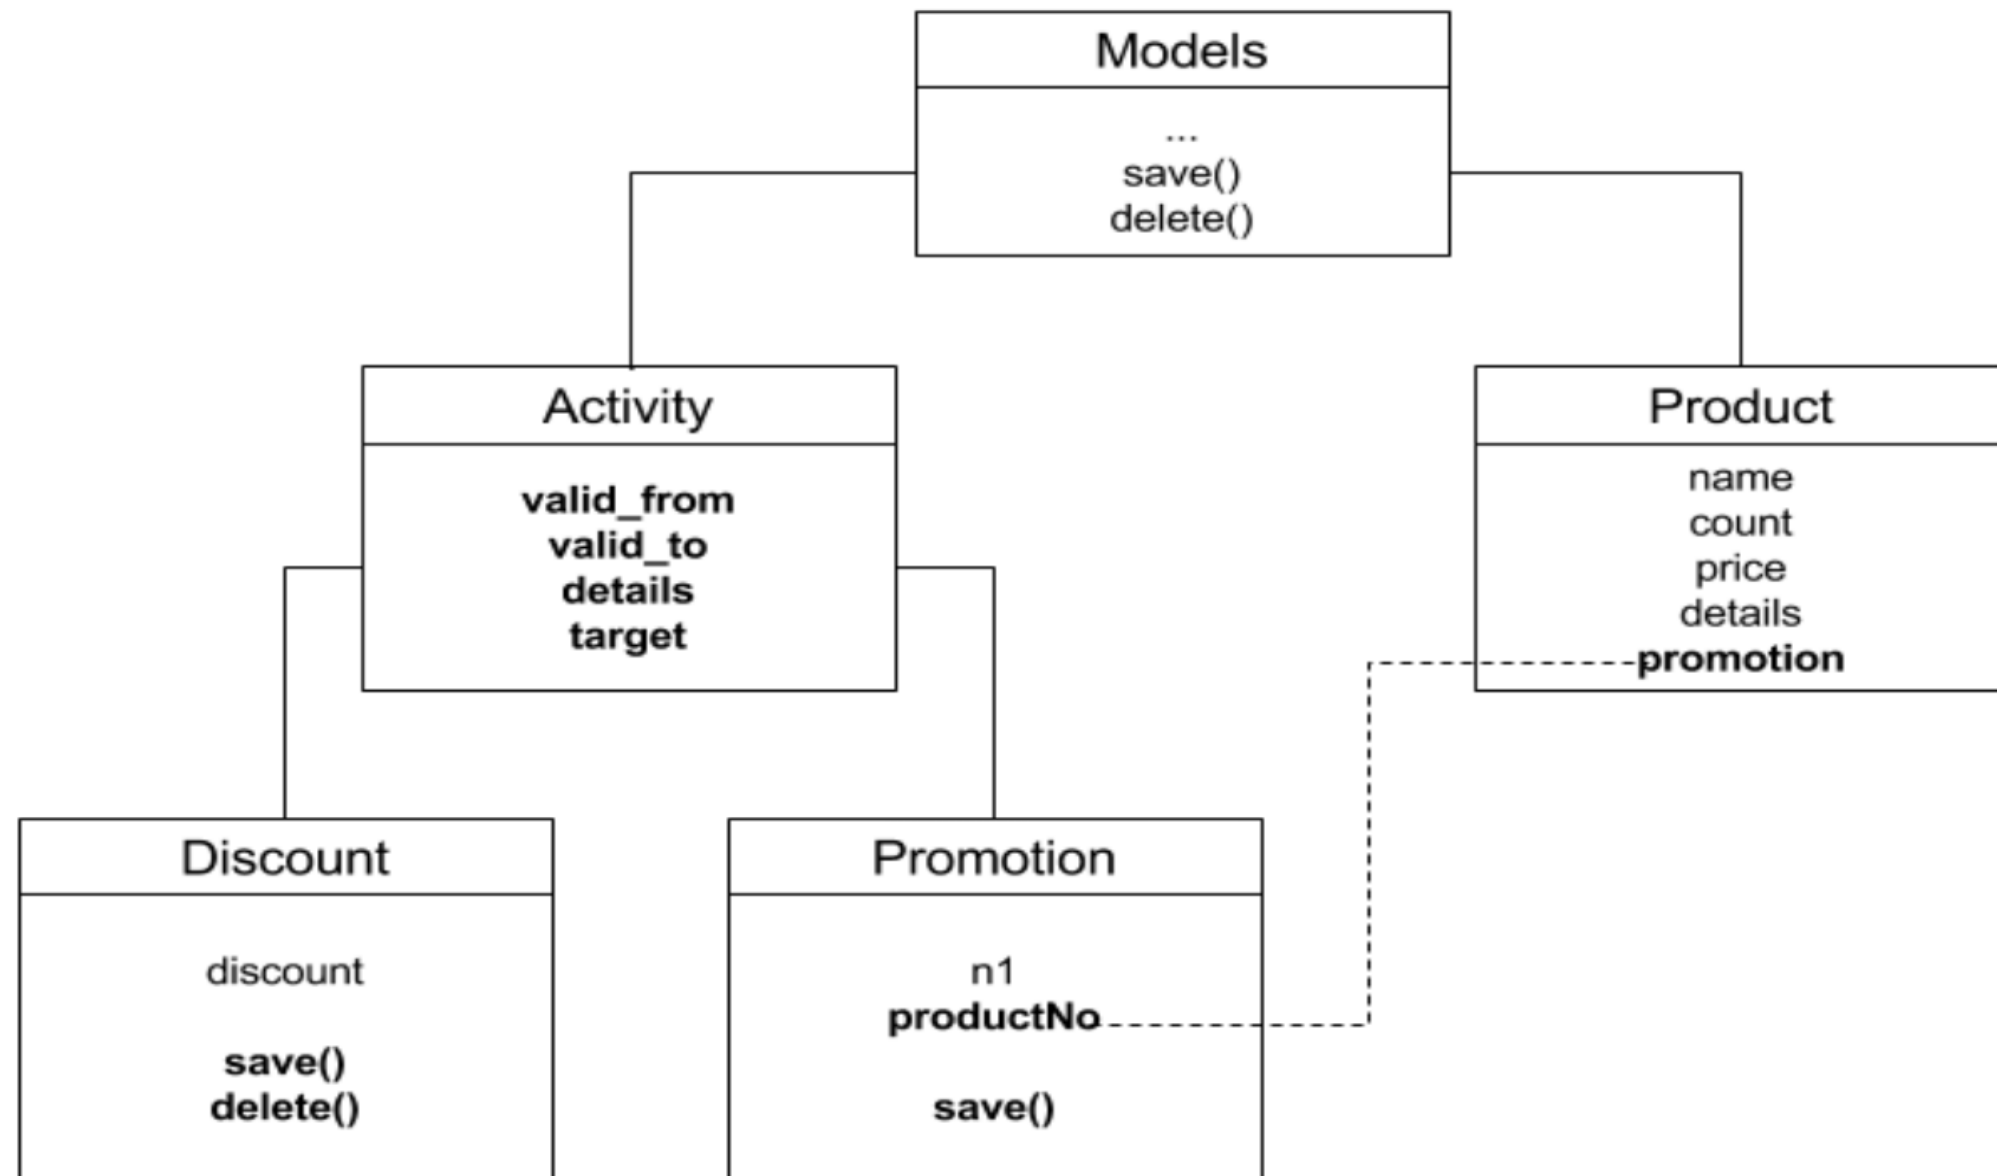 Models
...
save()
delete()
Activity
valid_from
valid_to
details
target
Product
name
count
price
details
promotion
Discount
discount
save()
delete()
Promotion
n1
productNo
save()